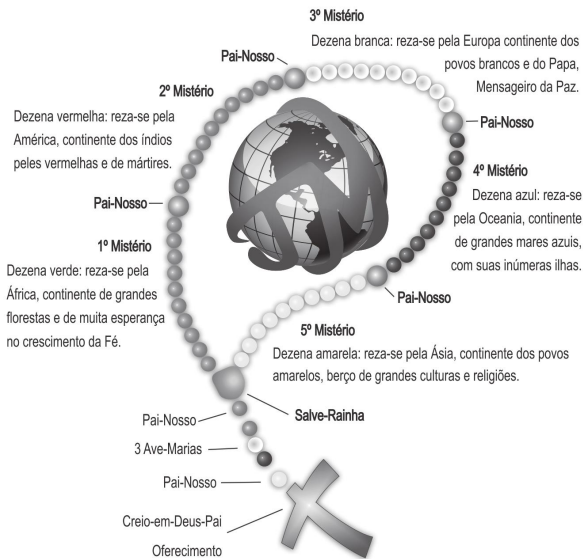 3º Mistério
Dezena branca: reza-se pela Europa continente dos
povos brancos e do Papa,
Mensageiro da Paz.
Pai-Nosso
2º Mistério
Dezena vermelha: reza-se pela
América, continente dos índios
peles vermelhas e de mártires.
Pai-Nosso
4º Mistério
Dezena azul: reza-se
pela Oceania, continente
de grandes mares azuis,
com suas inúmeras ilhas.
Pai-Nosso
1º Mistério
Dezena verde: reza-se pela
África, continente de grandes
florestas e de muita esperança
no crescimento da Fé.
Pai-Nosso
5º Mistério
Dezena amarela: reza-se pela Ásia, continente dos povos
amarelos, berço de grandes culturas e religiões.
Salve-Rainha
Pai-Nosso
3 Ave-Marias
Pai-Nosso
Creio-em-Deus-Pai
Oferecimento